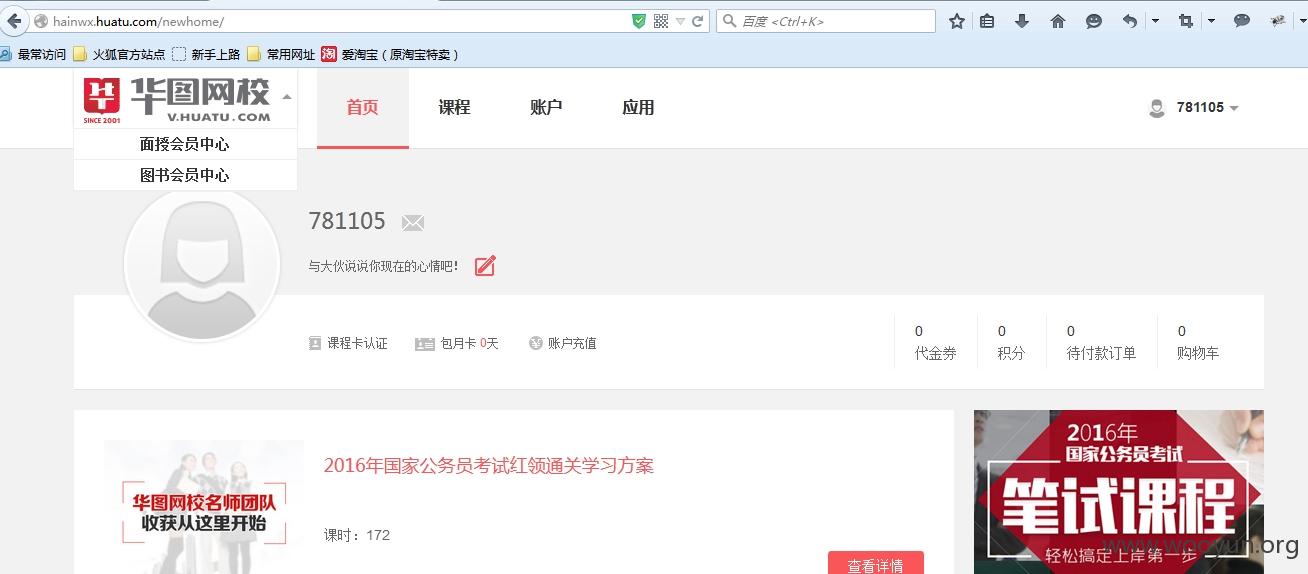 hainwx.huatu.com/newhome/
百度 <Ctrl+K>
最常访问 火狐官方站点 新手上路 常用网址 淘 爱淘宝（原淘宝特卖）
华图网校
SINCE 2001 V.HUATU.COM
首页 课程 账户 应用 781105
面授会员中心
图书会员中心
781105
与大伙说说你现在的心情吧！
课程卡认证 包月卡 0天 账户充值
0 0 0 0
代金券 积分 待付款订单 购物车
2016年国家公务员考试红领通关学习方案
华图网校名师团队
收获从这里开始
课时：172
查看详情
2016年
国家公务员考试
笔试课程
轻松搞定上岸第一步
www.wooyun.org